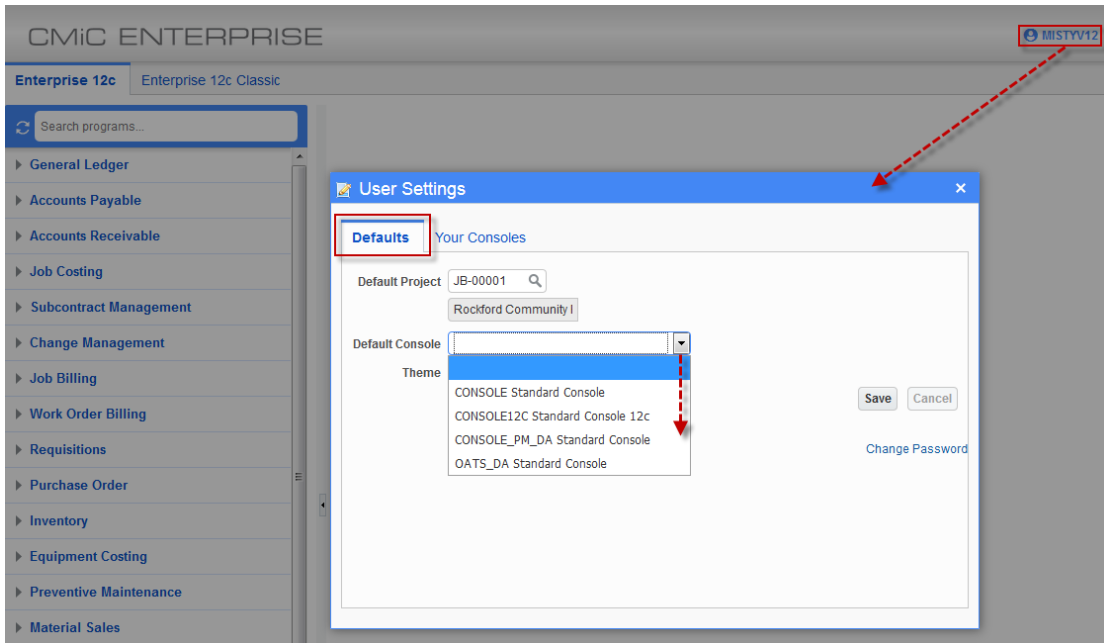 CMiC ENTERPRISE
MISTYV12
Enterprise 12c
Enterprise 12c Classic
Search programs...
General Ledger
Accounts Payable
Accounts Receivable
Job Costing
Subcontract Management
Change Management
Job Billing
Work Order Billing
Requisitions
Purchase Order
Inventory
Equipment Costing
Preventive Maintenance
Material Sales
User Settings
Defaults
Your Consoles
Default Project JB-00001
Rockford Community
Default Console
Theme
CONSOLE Standard Console
CONSOLE12C Standard Console 12c
CONSOLE_PM_DA Standard Console
OATS_DA Standard Console
Save Cancel
Change Password